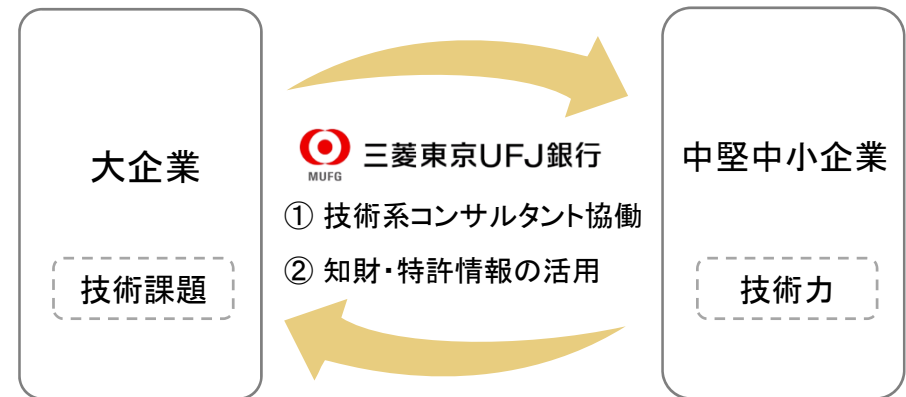 大企業
技術課題
MUFG
三菱東京UFJ銀行
① 技術系コンサルタント協働
② 知財・特許情報の活用
中堅中小企業
技術力